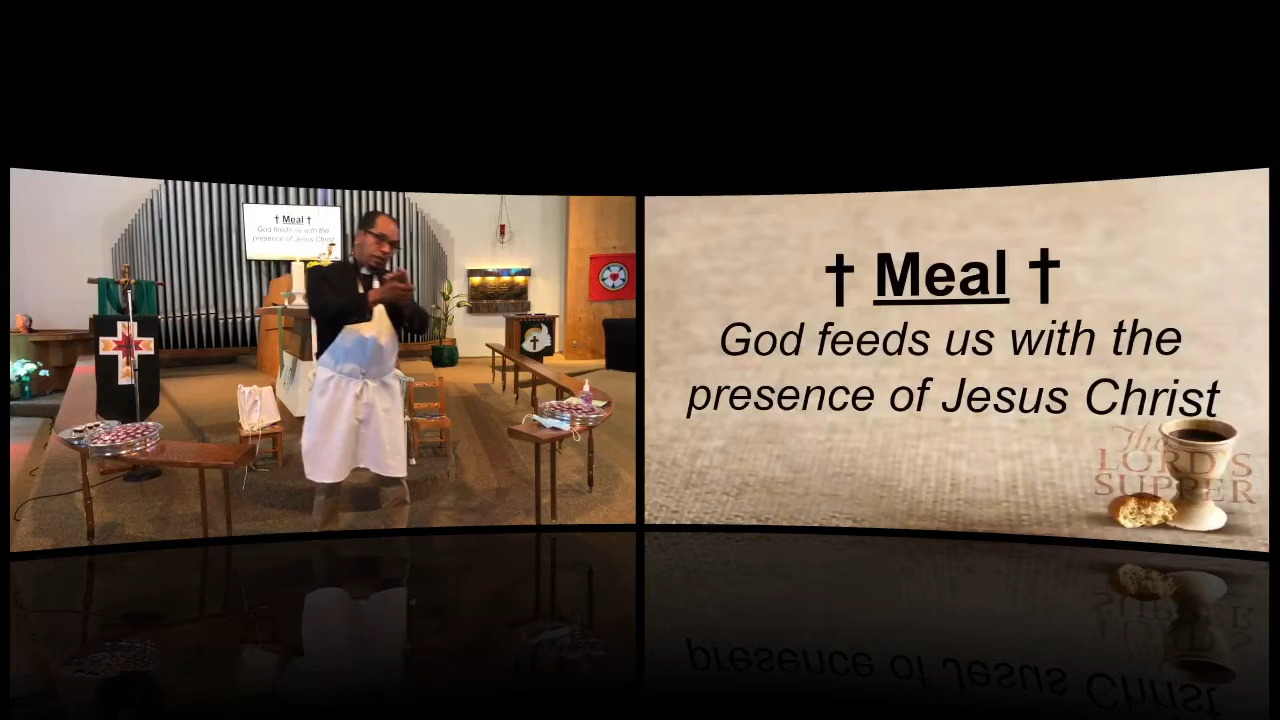 † Meal †
God feeds us with the
presence of Jesus Christ
† Meal †
God feeds us with the
presence of Jesus Christ
The
LORD'S
SUPPER